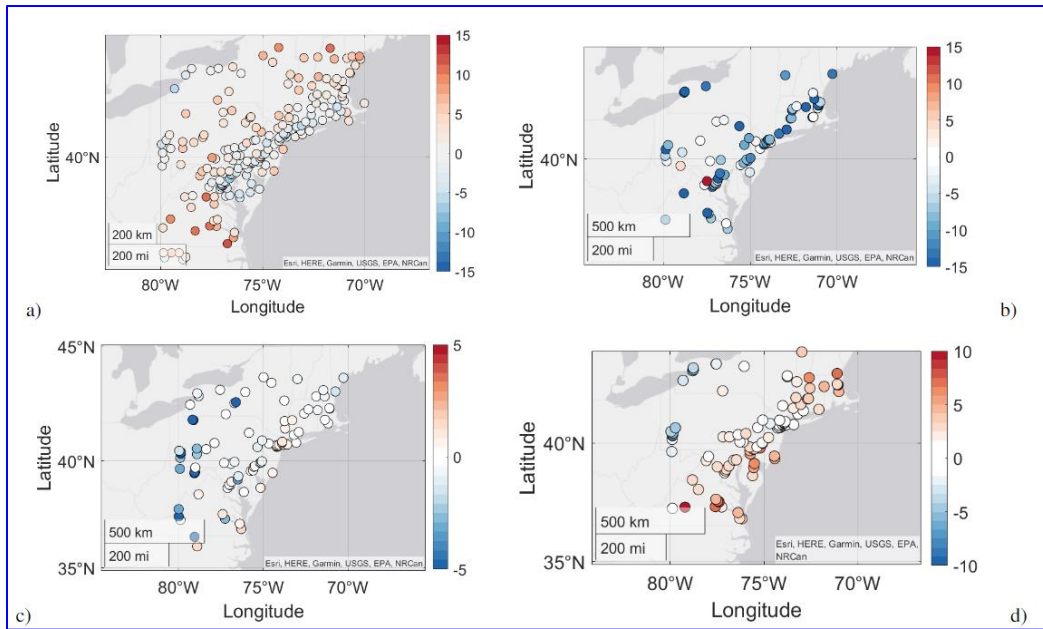 15
10
5
0
-5
-10
-15
Latitude
40°N
200 km
200 mi
Esri, HERE, Garmin, USGS, EPA, NRCan
80°W 75°W 70°W
Longitude
a)
15
10
5
0
-5
-10
-15
Latitude
40°N
500 km
200 mi
Esri, HERE, Garmin, USGS, EPA, NRCan
80°W 75°W 70°W
Longitude
b)
45°N
5
0
-5
Latitude
40°N
35°N
500 km
200 mi
Esri, HERE, Garmin, USGS, EPA, NRCan
80°W 75°W 70°W
Longitude
c)
10
5
0
-5
-10
Latitude
40°N
35°N
500 km
200 mi
Esri, HERE, Garmin, USGS, EPA,
NRCan
80°W 75°W 70°W
Longitude
d)